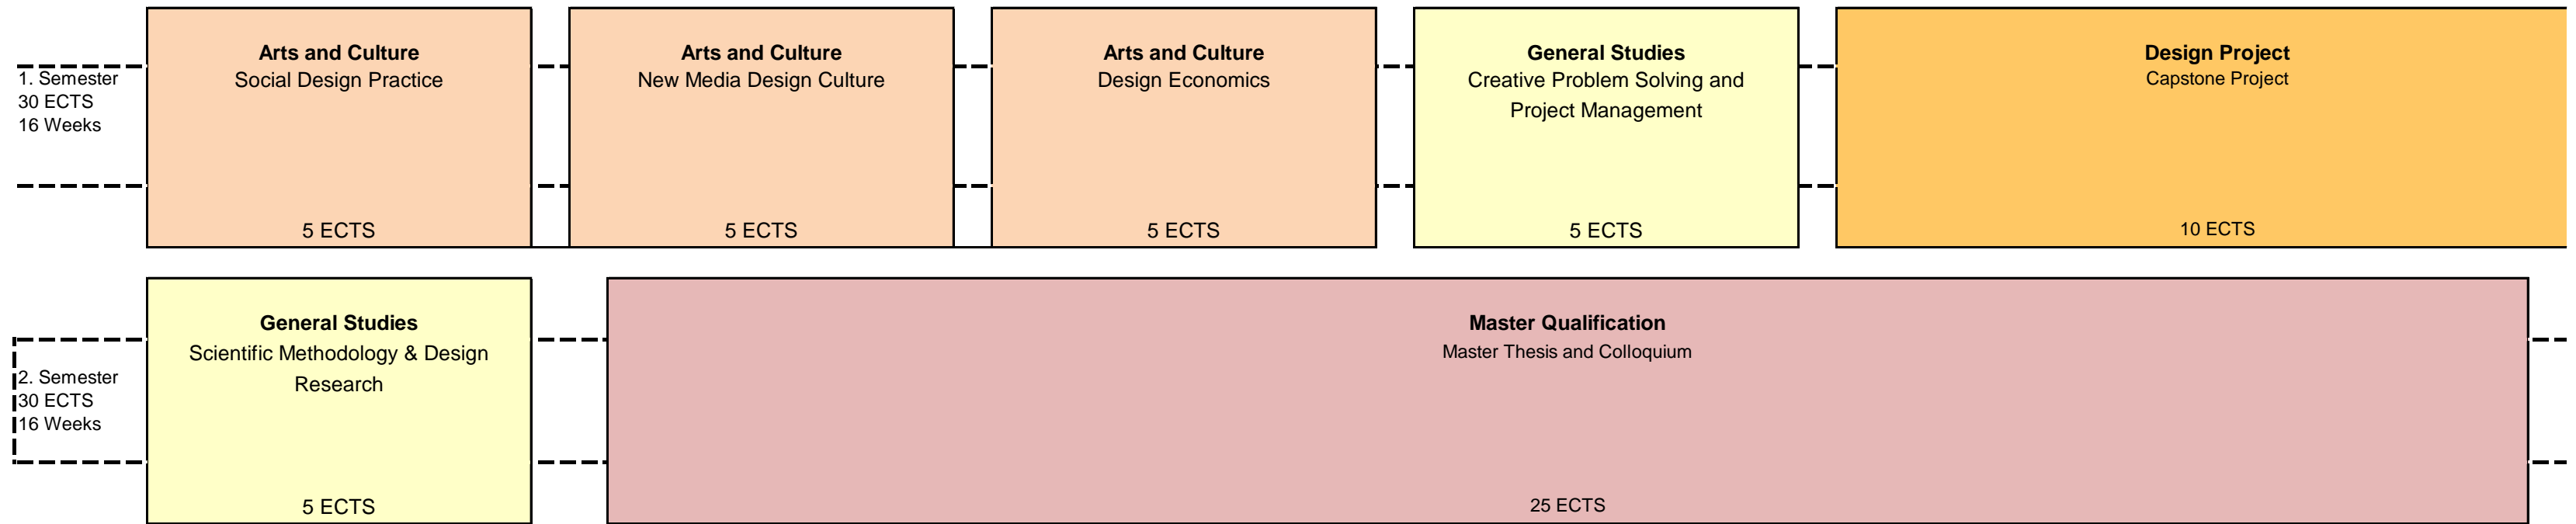 1. Semester
30 ECTS
16 Weeks
Arts and Culture
Social Design Practice
5 ECTS
Arts and Culture
New Media Design Culture
5 ECTS
Arts and Culture
Design Economics
5 ECTS
General Studies
Creative Problem Solving and
Project Management
5 ECTS
Design Project
Capstone Project
10 ECTS
2. Semester
30 ECTS
16 Weeks
General Studies
Scientific Methodology & Design
Research
5 ECTS
Master Qualification
Master Thesis and Colloquium
25 ECTS